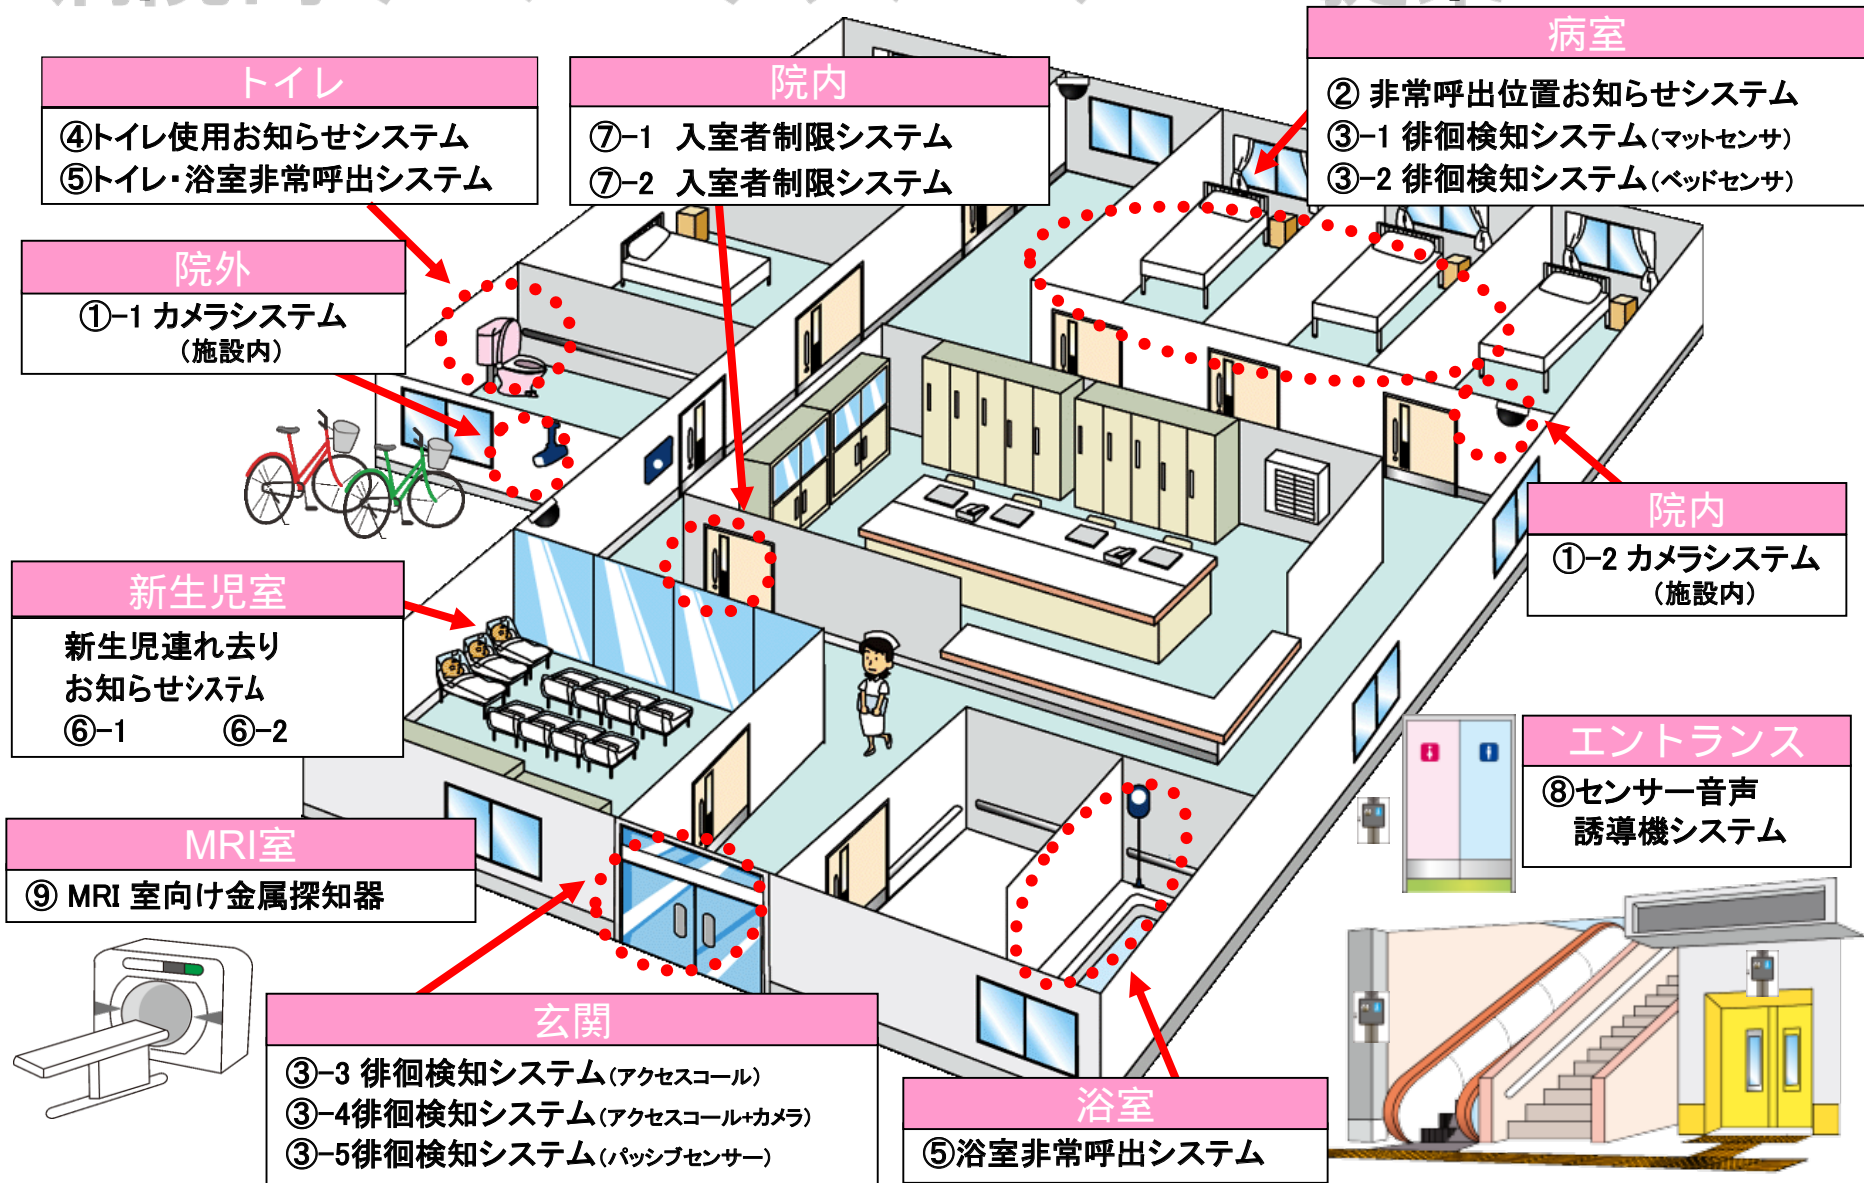 トイレ
④トイレ使用お知らせシステム
⑤トイレ・浴室非常呼出システム
院内
⑦-1 入室者制限システム
⑦-2 入室者制限システム
病室
② 非常呼出位置お知らせシステム
③-1 徘徊検知システム(マットセンサ)
③-2 徘徊検知システム(ベッドセンサ)
院外
①-1 カメラシステム
(施設内)
院内
①-2 カメラシステム
(施設内)
新生児室
新生児連れ去り
お知らせシステム
⑥-1 ⑥-2
エントランス
⑧センサー音声
誘導機システム
MRI室
⑨ MRI 室向け金属探知器
玄関
③-3 徘徊検知システム(アクセスコール)
③-4徘徊検知システム(アクセスコール+カメラ)
③-5徘徊検知システム(パッシブセンサー)
浴室
⑤浴室非常呼出システム